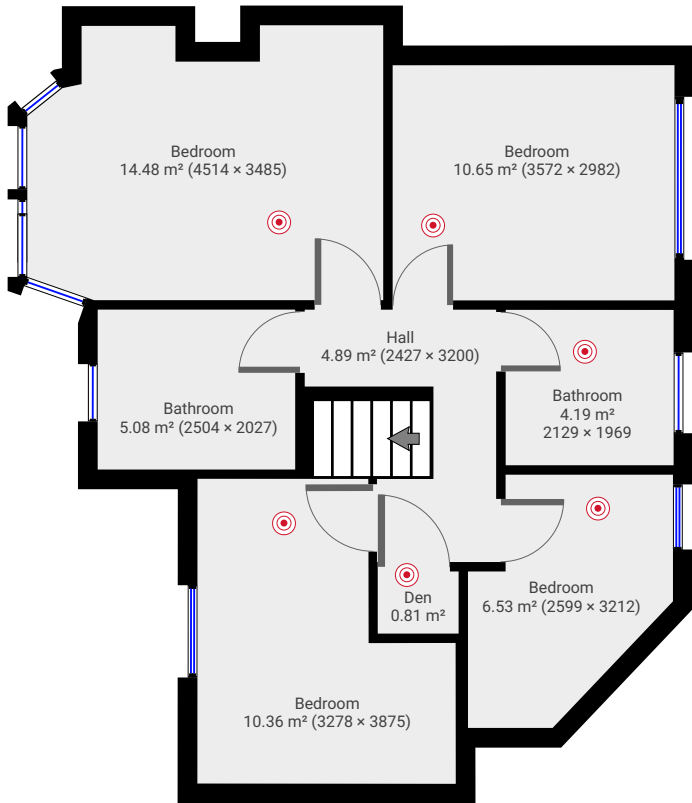 Bedroom
14.48 m² (4514 × 3485)
Bedroom
10.65 m² (3572 × 2982)
Hall
4.89 m² (2427 × 3200)
Bathroom
5.08 m² (2504 × 2027)
Bathroom
4.19 m²
2129 × 1969
Den
0.81 m²
Bedroom
6.53 m² (2599 × 3212)
Bedroom
10.36 m² (3278 × 3875)